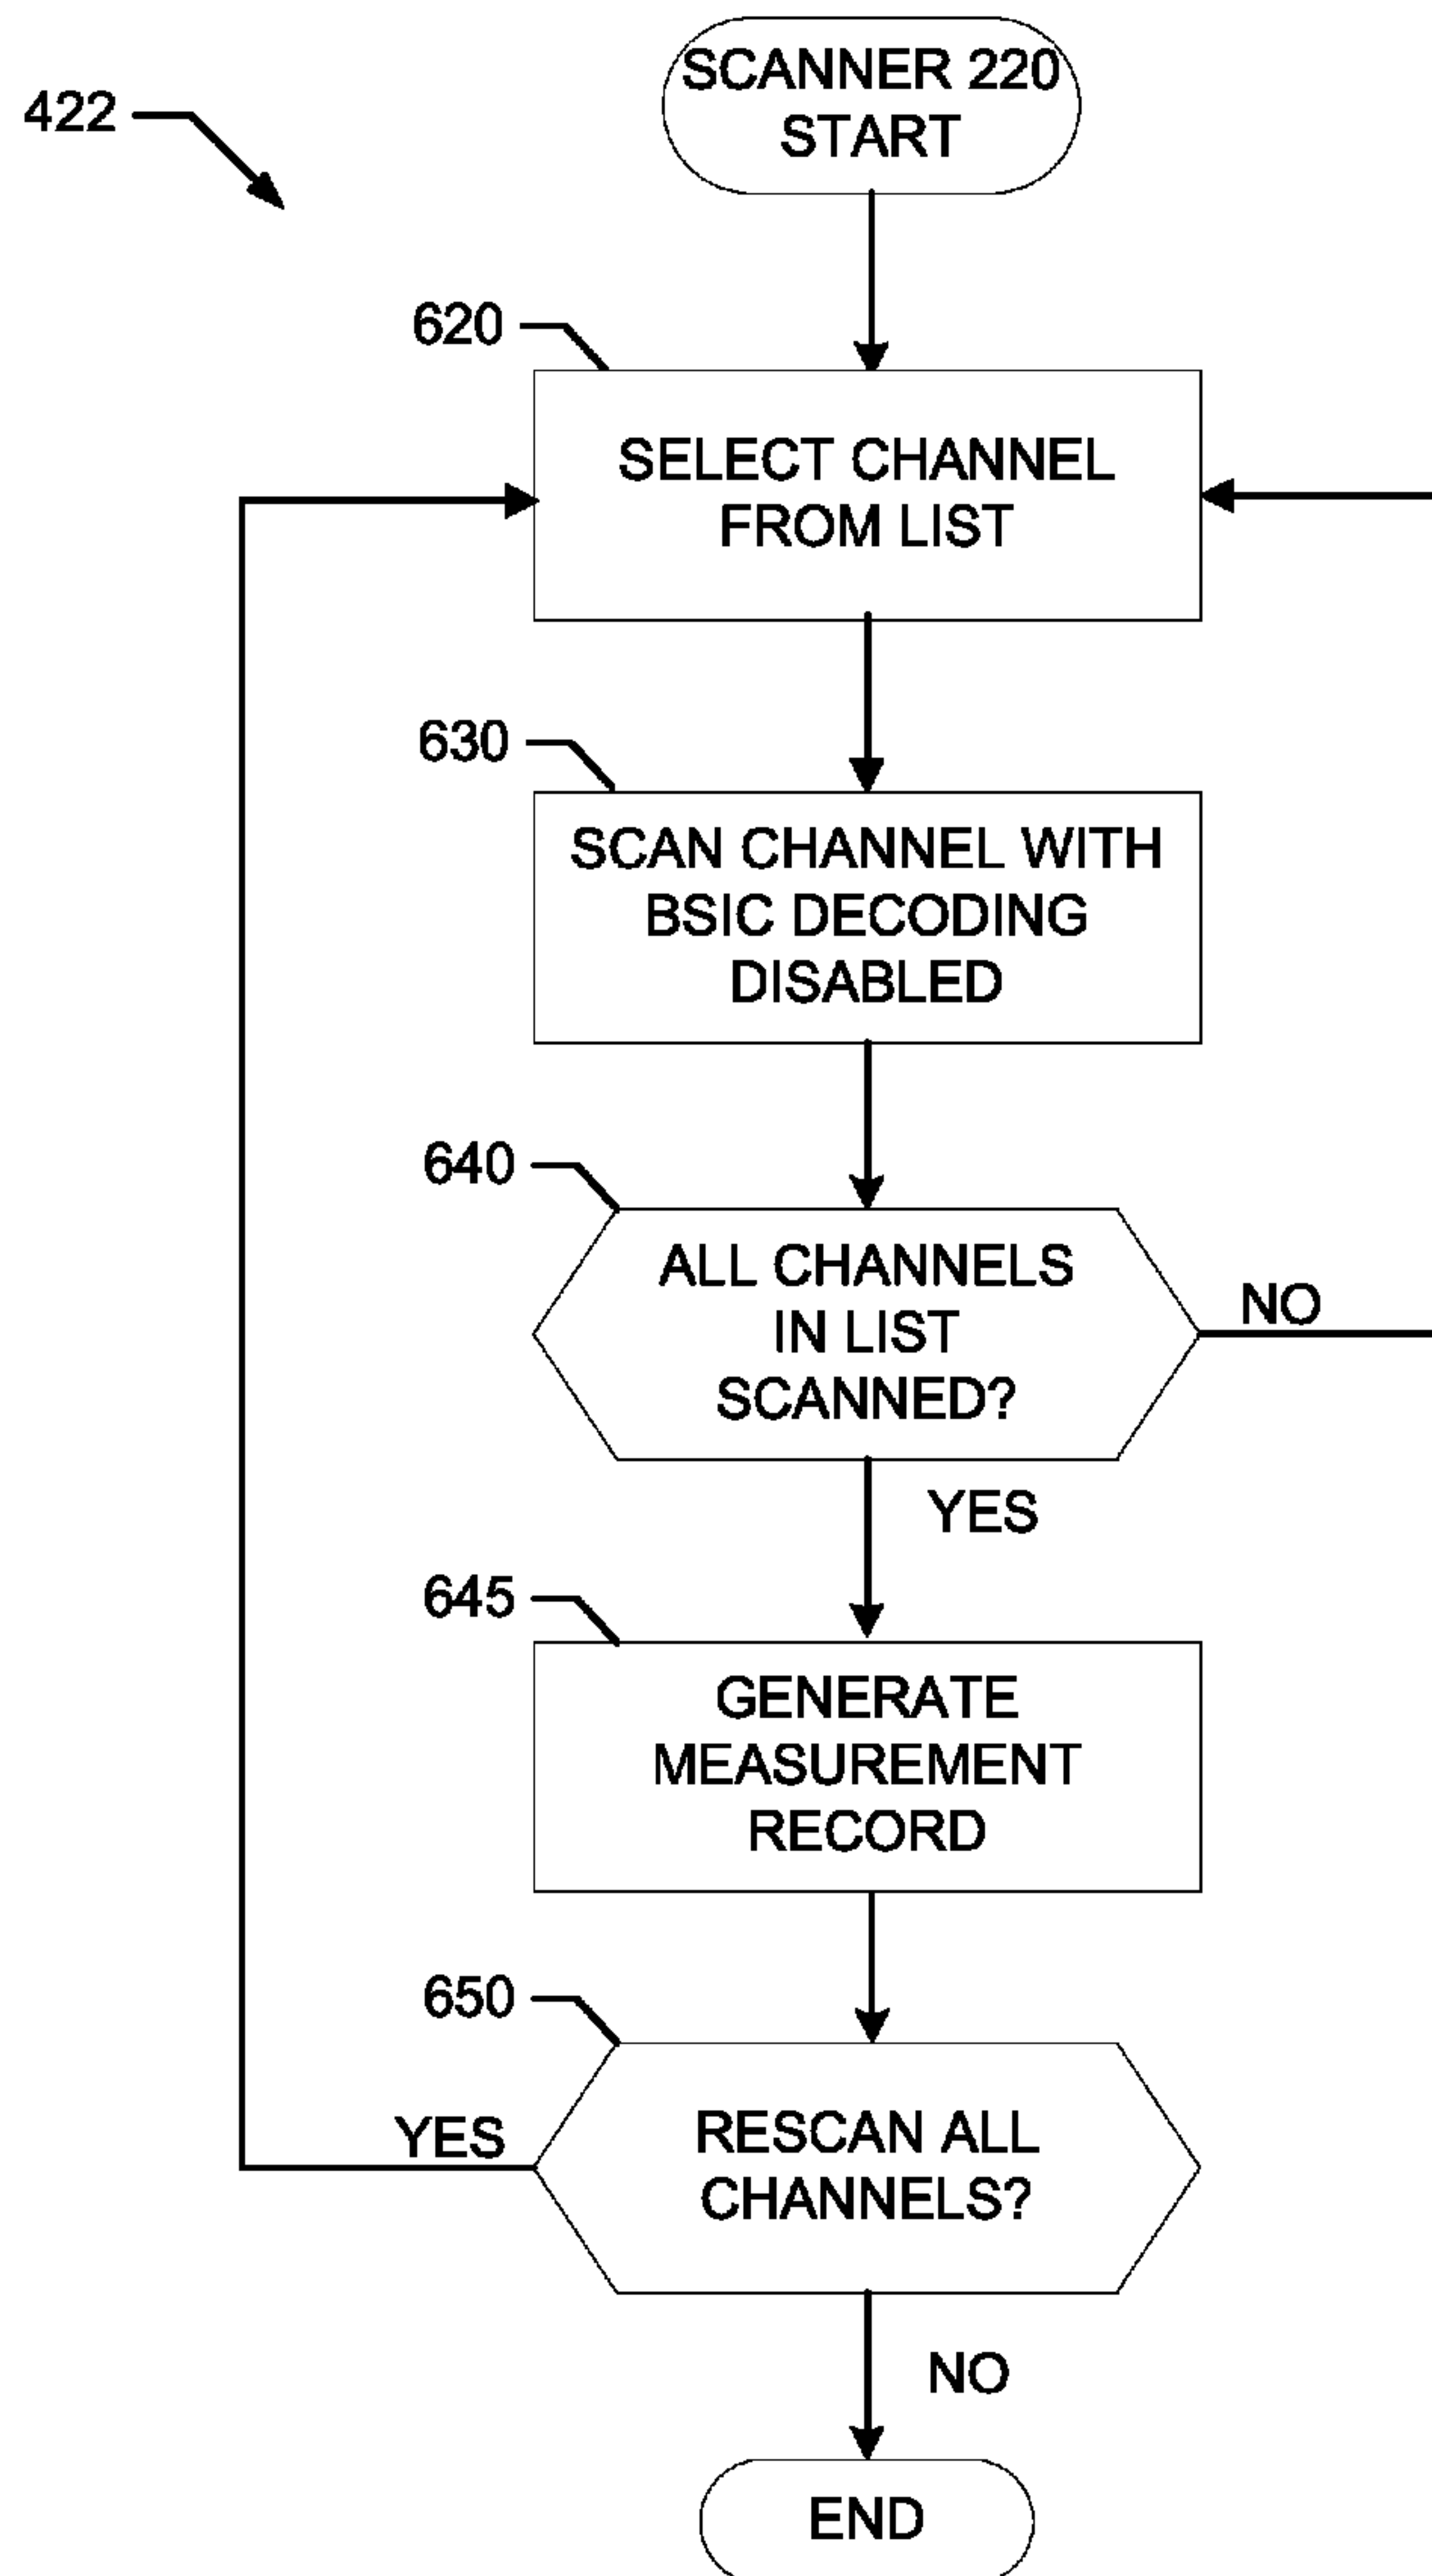 SCANNER 220
START
422
620
SELECT CHANNEL
FROM LIST
630
SCAN CHANNEL WITH
BSIC DECODING
DISABLED
640
ALL CHANNELS
IN LIST
SCANNED?
NO
YES
645
GENERATE
MEASUREMENT
RECORD
650
RESCAN ALL
CHANNELS?
YES
NO
END